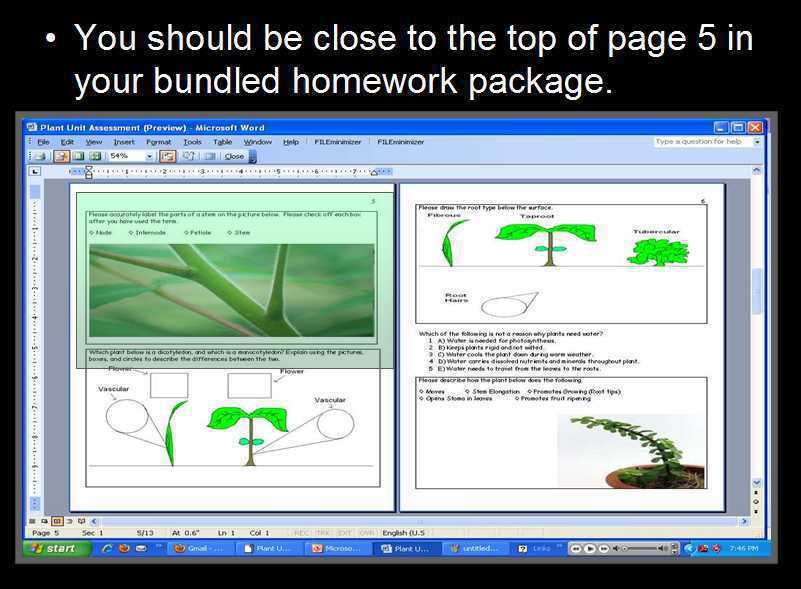 • You should be close to the top of page 5 in
your bundled homework package.
Plant Unit Assessment (Preview) - Microsoft Word
File Edit View Insert Format Tools Table Window Help FILEminimizer FILEminimizer
Type a question for help
54% Close
5
Please accurately label the parts of a stem on the picture below. Please check off each box
after you have used the term.
◇ Node ◇ Internode ◇ Petiole ◇ Stem
Which plant below is a dicotyledon, and which is a monocotyledon? Explain using the pictures,
boxes, and circles to describe the differences between the two.
Flower
Flower
Vascular
Vascular
6
Please draw the root type below the surface.
Fibrous Taproot
Tubercular
Root
Hairs
Which of the following is not a reason why plants need water?
1 A) Water is needed for photosynthesis.
2 B) Keeps plants rigid and not wilted.
3 C) Water cools the plant down during warm weather.
4 D) Water carries dissolved nutrients and minerals throughout plant.
5 E) Water needs to travel from the leaves to the roots.
Please describe how the plant below does the following.
◇ Moves ◇ Stem Elongation ◇ Promotes Growing (Root tips)
◇ Opens Stoma in leaves ◇ Promotes fruit ripening
Page 5 Sec 1 5/13 At 0.6" Ln 1 Col 1 REC TRK EXT OVR English (U.S
start Gmail - ... Plant U... Microso... Plant U... untitled... Links 7:46 PM